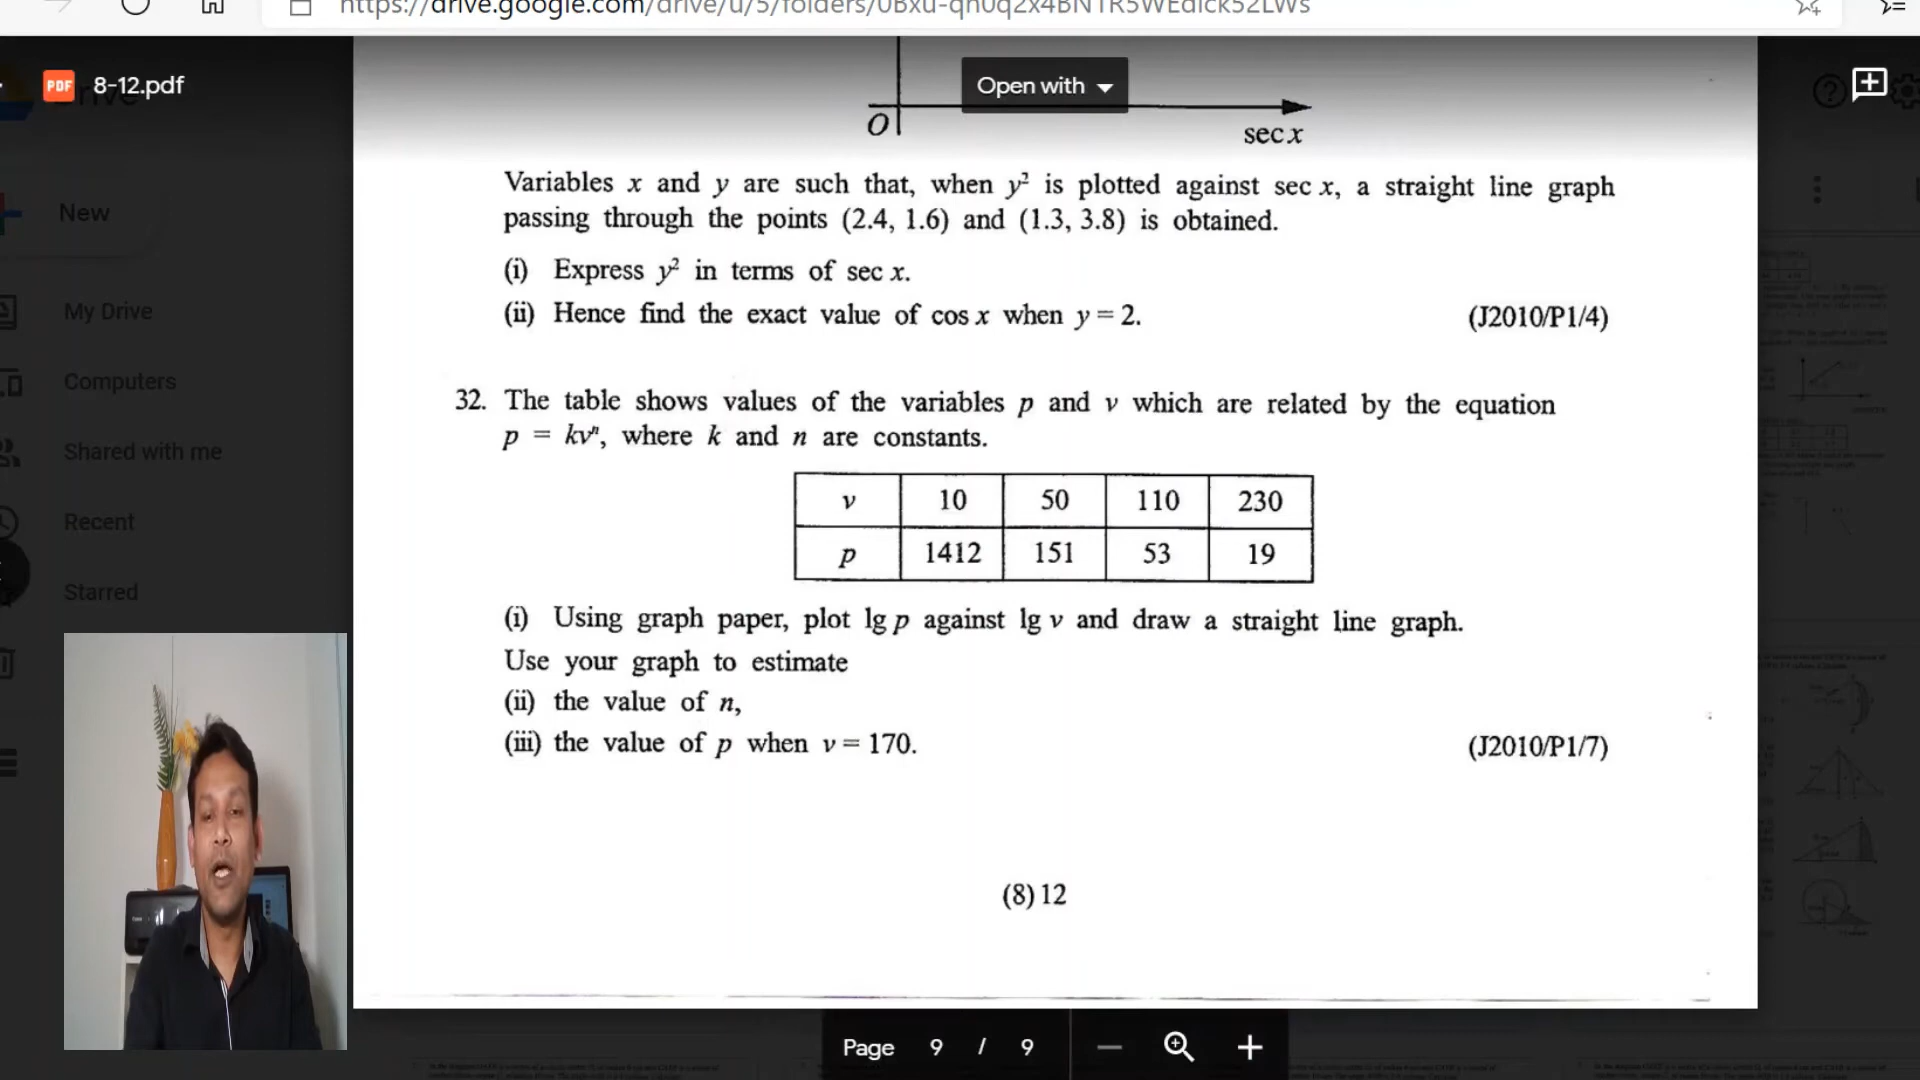 https://drive.google.com/drive/u/5/folders/
PDF 8-12.pdf
Open with
Drive
O
sec x
New
My Drive
Computers
Shared with me
Recent
Starred
Variables x and y are such that, when y² is plotted against sec x, a straight line graph
passing through the points (2.4, 1.6) and (1.3, 3.8) is obtained.
(i) Express y² in terms of sec x.
(ii) Hence find the exact value of cos x when y = 2.
(J2010/P1/4)
32. The table shows values of the variables p and v which are related by the equation
p = kvⁿ, where k and n are constants.
v 10 50 110 230
p 1412 151 53 19
(i) Using graph paper, plot lg p against lg v and draw a straight line graph.
Use your graph to estimate
(ii) the value of n,
(iii) the value of p when v = 170.
(J2010/P1/7)
(8) 12
Page 9 / 9